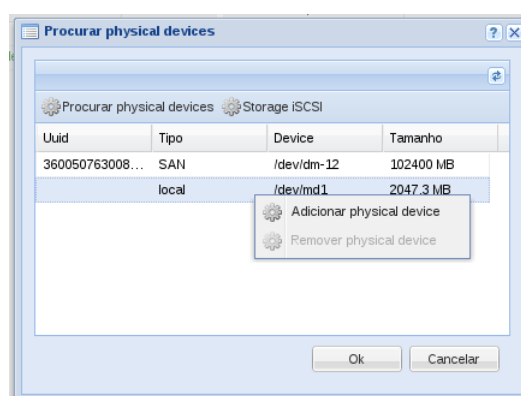 Procurar physical devices
Procurar physical devices Storage iSCSI
Uuid Tipo Device Tamanho
360050763008... SAN /dev/dm-12 102400 MB
local /dev/md1 2047.3 MB
Adicionar physical device
Remover physical device
Ok Cancelar